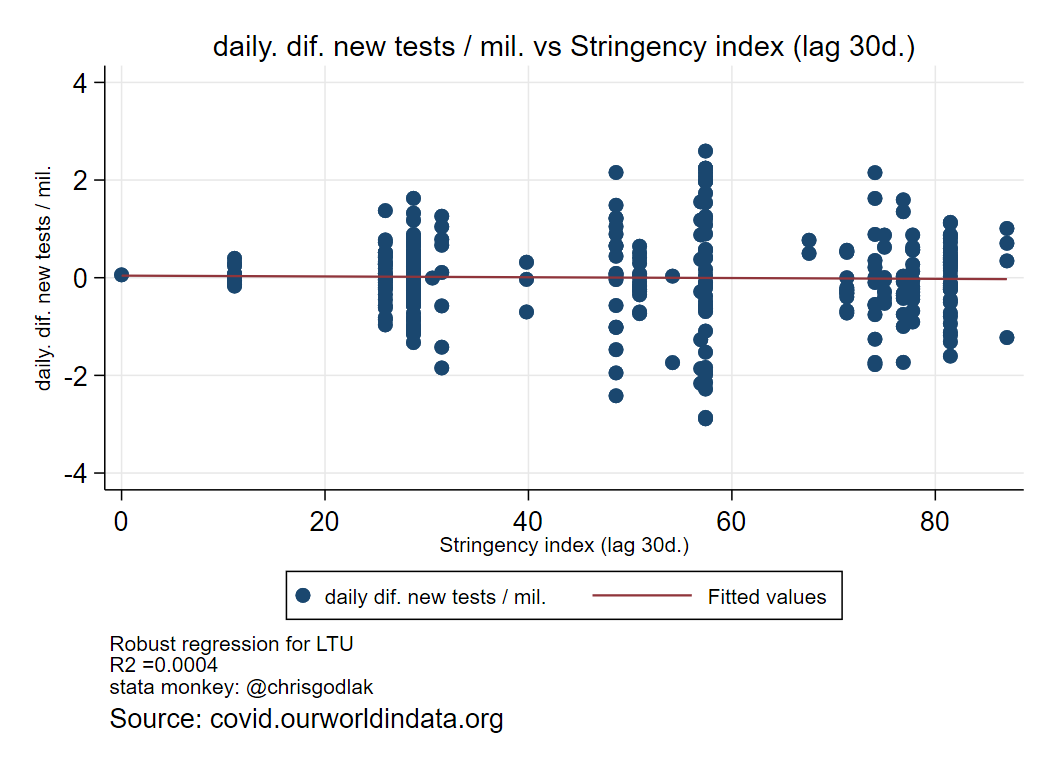 daily. dif. new tests / mil. vs Stringency index (lag 30d.)
daily. dif. new tests / mil.
4
2
0
-2
-4
0 20 40 60 80
Stringency index (lag 30d.)
daily dif. new tests / mil. Fitted values
Robust regression for LTU
R2 =0.0004
stata monkey: @chrisgodlak
Source: covid.ourworldindata.org